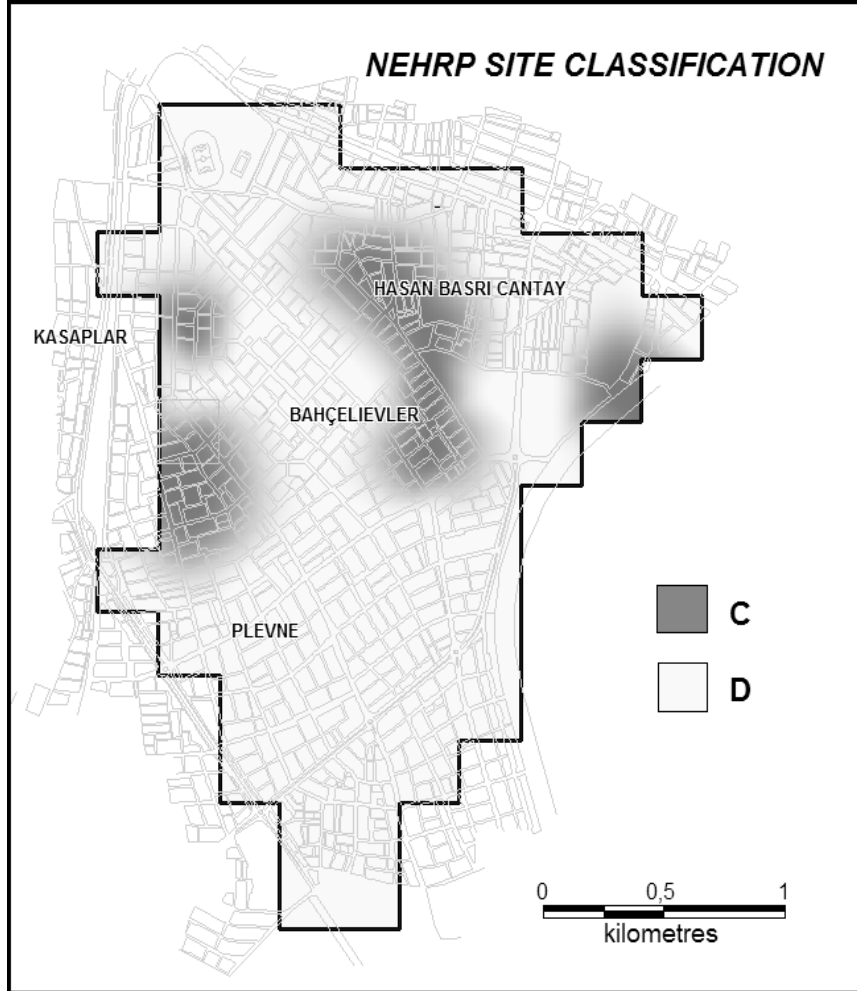 NEHRP SITE CLASSIFICATION
HASAN BASRI CANTAY
KASAPLAR
BAHÇELIEVLER
PLEVNE
C
D
0 0,5 1
kilometres